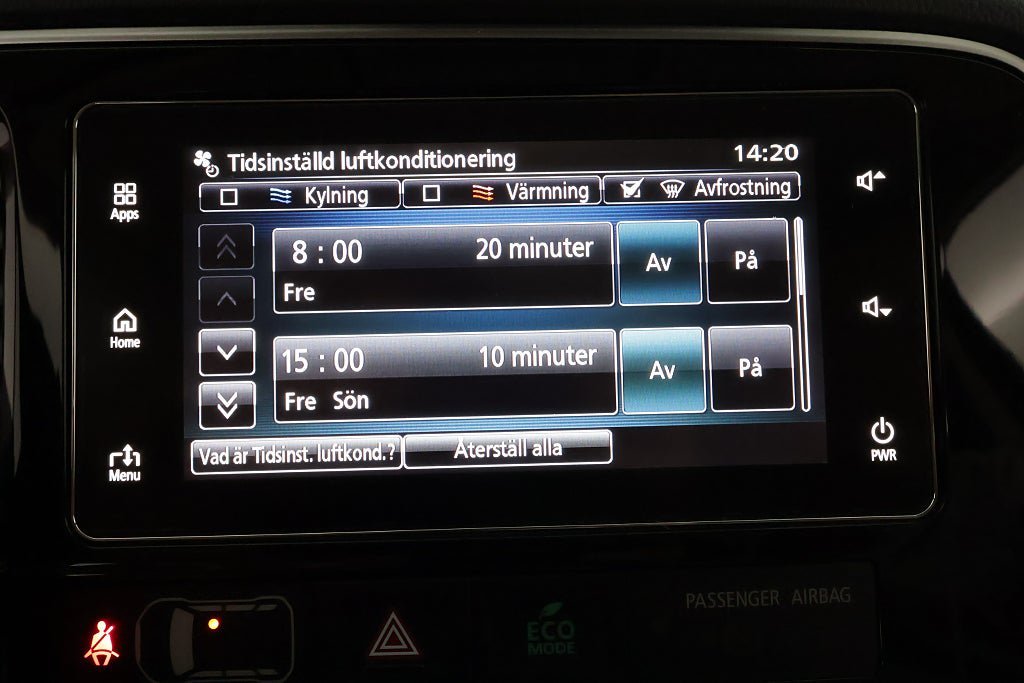 Tidsinställd luftkonditionering 14:20
Kylning Värmning Avfrostning
Apps
8 : 00 20 minuter Av På
Fre
Home
15 : 00 10 minuter Av På
Fre Sön
Vad är Tidsinst. luftkond.? Återställ alla
Menu
PWR
PASSENGER AIRBAG
ECO
MODE